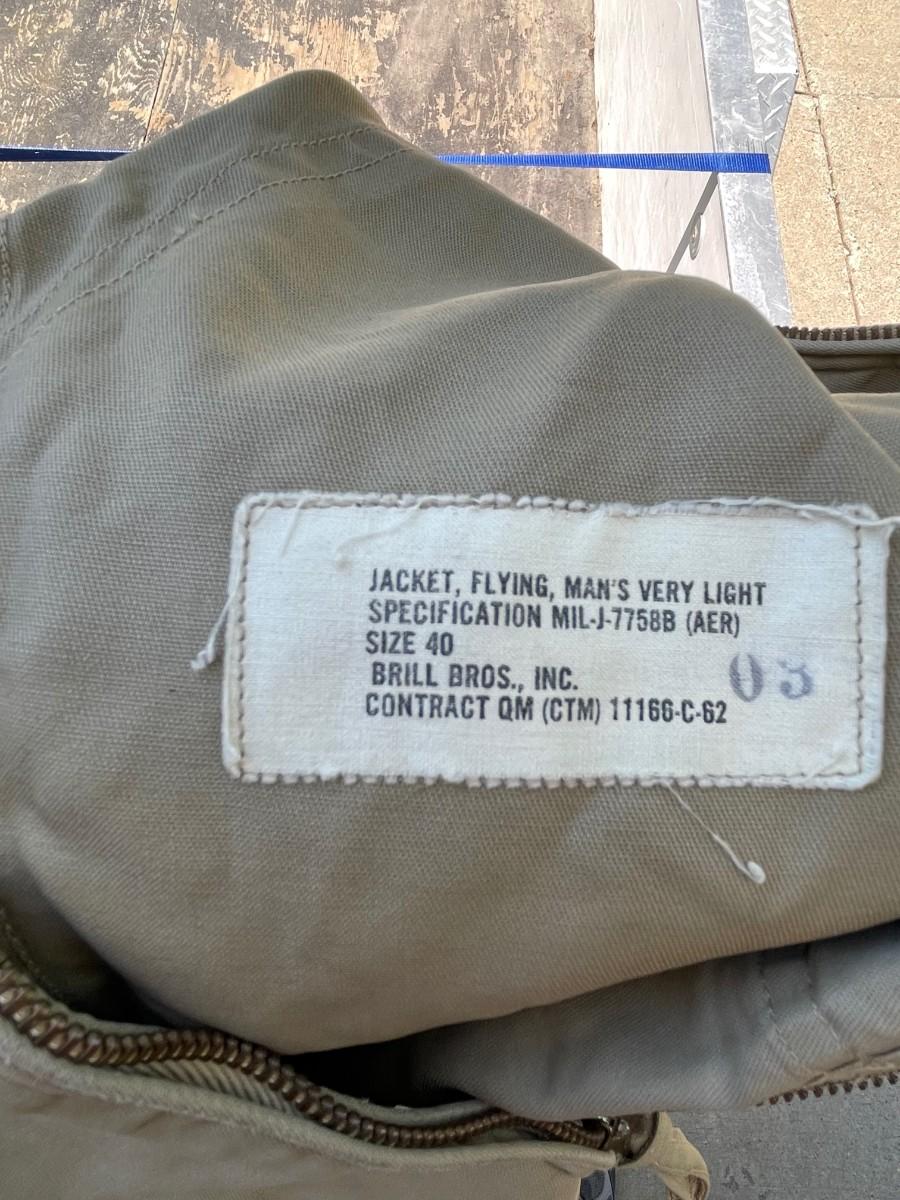 JACKET, FLYING, MAN'S VERY LIGHT
SPECIFICATION MIL-J-7758B (AER)
SIZE 40
BRILL BROS., INC.
03
CONTRACT QM (CTM) 11166-C-62